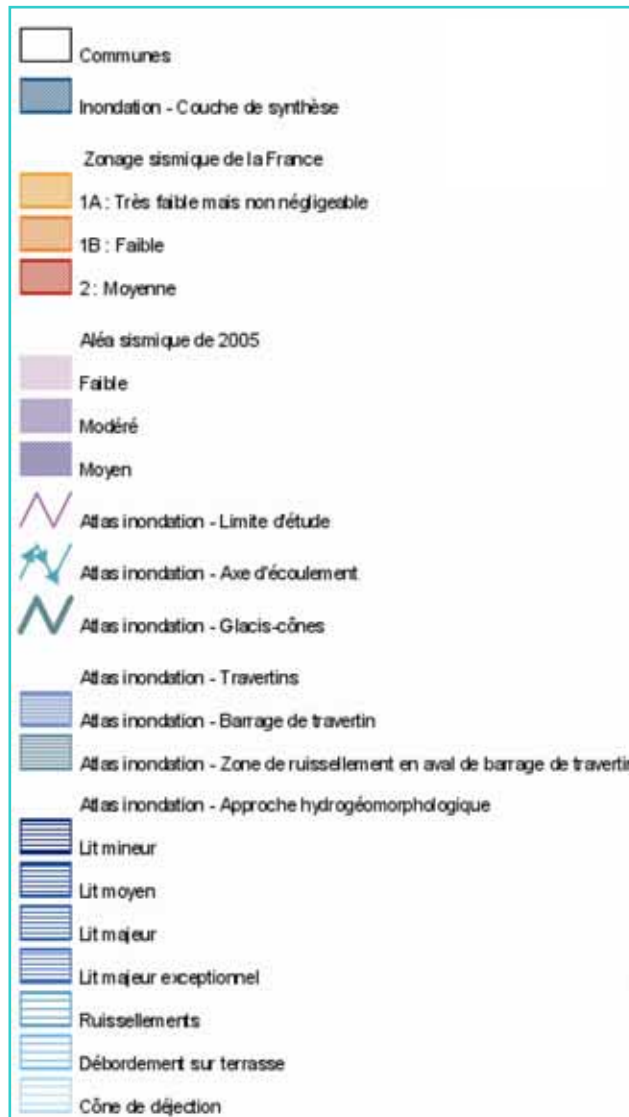 Communes
Inondation - Couche de synthèse
Zonage sismique de la France
1A : Très faible mais non négligeable
1B : Faible
2 : Moyenne
Aléa sismique de 2005
Faible
Modéré
Moyen
Atlas inondation - Limite d'étude
Atlas inondation - Axe d'écoulement
Atlas inondation - Glacis-cônes
Atlas inondation - Travertins
Atlas inondation - Barrage de travertin
Atlas inondation - Zone de ruissellement en aval de barrage de travertin
Atlas inondation - Approche hydrogéomorphologique
Lit mineur
Lit moyen
Lit majeur
Lit majeur exceptionnel
Ruissellements
Débordement sur terrasse
Cône de déjection